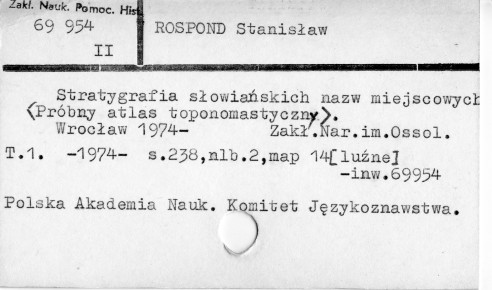 Zakł. Nauk. Pomoc. Hist
69 954
II
ROSPOND Stanisław
Stratygrafia słowiańskich nazw miejscowych
<Próbny atlas toponomastyczny>.
Wrocław 1974- Zakł.Nar.im.Ossol.
T.1. -1974- s.238,nlb.2,map 14[luźne]
-inw.69954
Polska Akademia Nauk. Komitet Językoznawstwa.